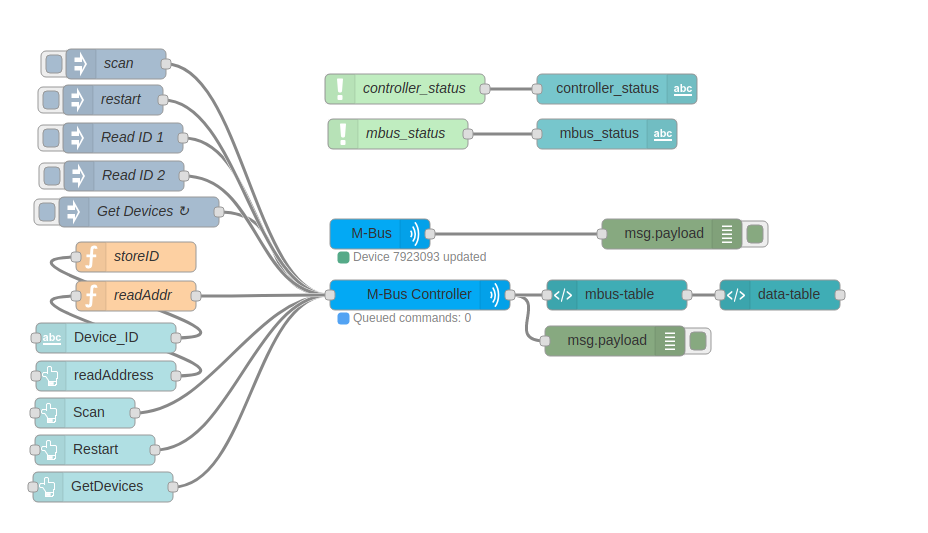 scan
restart
Read ID 1
Read ID 2
Get Devices ↻
storeID
readAddr
abc Device_ID
readAddress
Scan
Restart
GetDevices
controller_status
controller_status abc
mbus_status
mbus_status abc
M-Bus
Device 7923093 updated
msg.payload
M-Bus Controller
Queued commands: 0
</> mbus-table
</> data-table
msg.payload